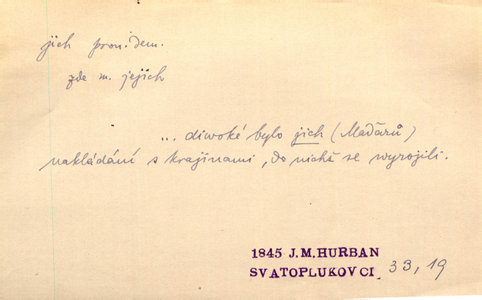 jich pron. dem.
zde m. jejich
... diwoké bylo jich (Maďarů)
nakládání s krajinami, do nichž se wyrojili.
1845 J.M.HURBAN
SVATOPLUKOVCI 33,19